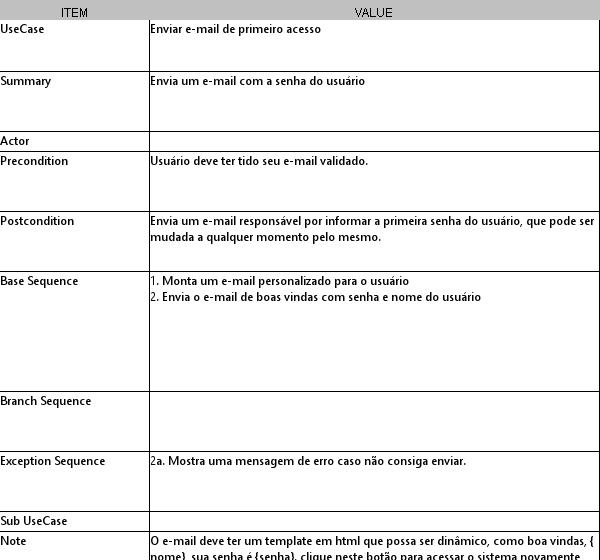 ITEM VALUE
UseCase Enviar e-mail de primeiro acesso
Summary Envia um e-mail com a senha do usuário
Actor
Precondition Usuário deve ter tido seu e-mail validado.
Postcondition Envia um e-mail responsável por informar a primeira senha do usuário, que pode ser
mudada a qualquer momento pelo mesmo.
Base Sequence 1. Monta um e-mail personalizado para o usuário
2. Envia o e-mail de boas vindas com senha e nome do usuário
Branch Sequence
Exception Sequence 2a. Mostra uma mensagem de erro caso não consiga enviar.
Sub UseCase
Note O e-mail deve ter um template em html que possa ser dinâmico, como boa vindas, {
nome}, sua senha é {senha}, clique neste botão para acessar o sistema novamente